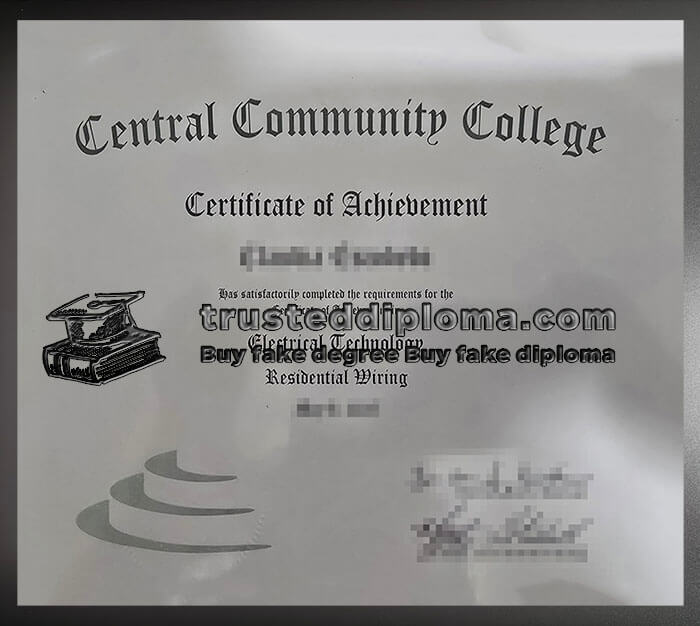 Central Community College
Certificate of Achievement
Has satisfactorily completed the requirements for the
trusteddiploma.com
Electrical Technology
Buy fake degree Buy fake diploma
Residential Wiring